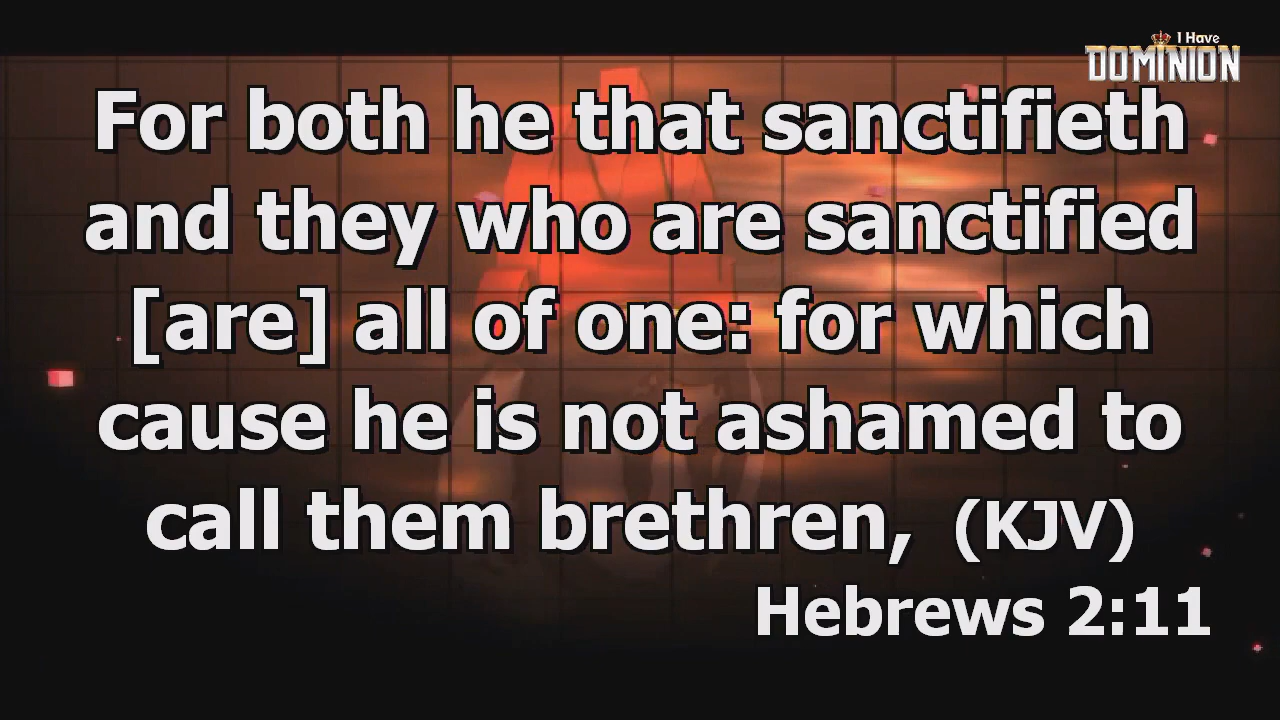 I Have
DOMINION
For both he that sanctifieth
and they who are sanctified
[are] all of one: for which
cause he is not ashamed to
call them brethren, (KJV)
Hebrews 2:11